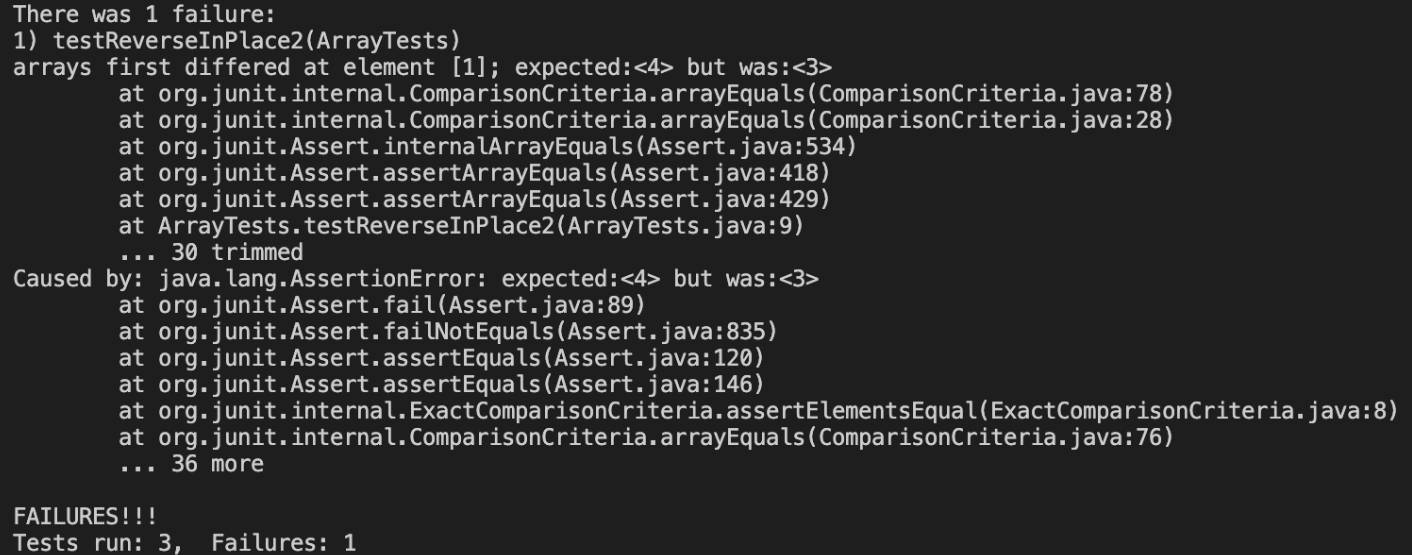 There was 1 failure:
1) testReverseInPlace2(ArrayTests)
arrays first differed at element [1]; expected:<4> but was:<3>
        at org.junit.internal.ComparisonCriteria.arrayEquals(ComparisonCriteria.java:78)
        at org.junit.internal.ComparisonCriteria.arrayEquals(ComparisonCriteria.java:28)
        at org.junit.Assert.internalArrayEquals(Assert.java:534)
        at org.junit.Assert.assertArrayEquals(Assert.java:418)
        at org.junit.Assert.assertArrayEquals(Assert.java:429)
        at ArrayTests.testReverseInPlace2(ArrayTests.java:9)
        ... 30 trimmed
Caused by: java.lang.AssertionError: expected:<4> but was:<3>
        at org.junit.Assert.fail(Assert.java:89)
        at org.junit.Assert.failNotEquals(Assert.java:835)
        at org.junit.Assert.assertEquals(Assert.java:120)
        at org.junit.Assert.assertEquals(Assert.java:146)
        at org.junit.internal.ExactComparisonCriteria.assertElementsEqual(ExactComparisonCriteria.java:8)
        at org.junit.internal.ComparisonCriteria.arrayEquals(ComparisonCriteria.java:76)
        ... 36 more

FAILURES!!!
Tests run: 3,  Failures: 1